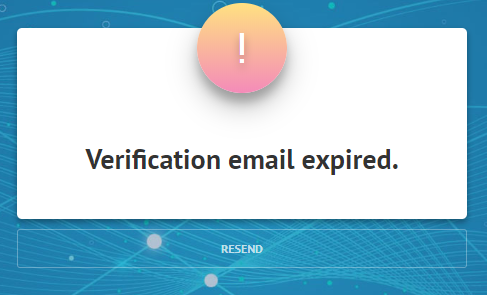 !
Verification email expired.
RESEND